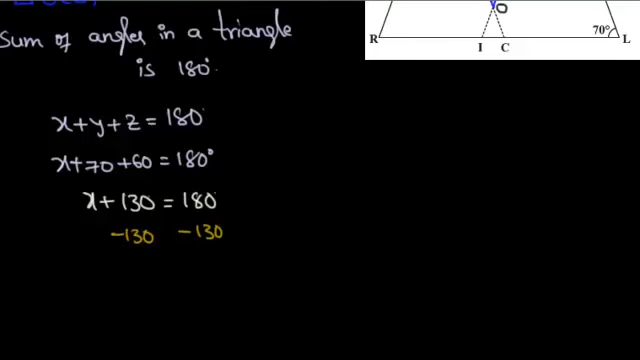 Sum of angles in a triangle
is 180°.
x+y+z=180°
x+70+60=180°
x+130=180°
-130 -130
O
70°
R I C L